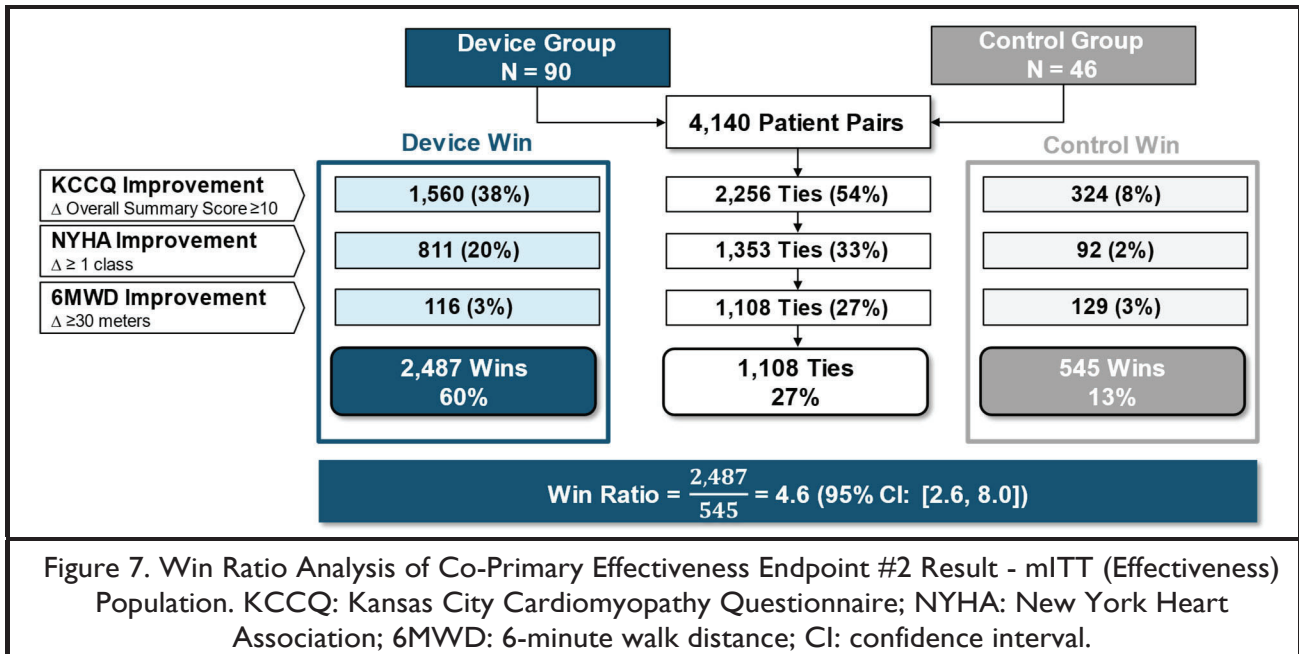 Device Group
N = 90
Control Group
N = 46
4,140 Patient Pairs
Device Win
Control Win
KCCQ Improvement
Δ Overall Summary Score ≥10
1,560 (38%)
2,256 Ties (54%)
324 (8%)
NYHA Improvement
Δ ≥ 1 class
811 (20%)
1,353 Ties (33%)
92 (2%)
6MWD Improvement
Δ ≥30 meters
116 (3%)
1,108 Ties (27%)
129 (3%)
2,487 Wins
60%
1,108 Ties
27%
545 Wins
13%
Win Ratio = 2,487/545 = 4.6 (95% CI: [2.6, 8.0])
Figure 7. Win Ratio Analysis of Co-Primary Effectiveness Endpoint #2 Result - mITT (Effectiveness)
Population. KCCQ: Kansas City Cardiomyopathy Questionnaire; NYHA: New York Heart
Association; 6MWD: 6-minute walk distance; CI: confidence interval.